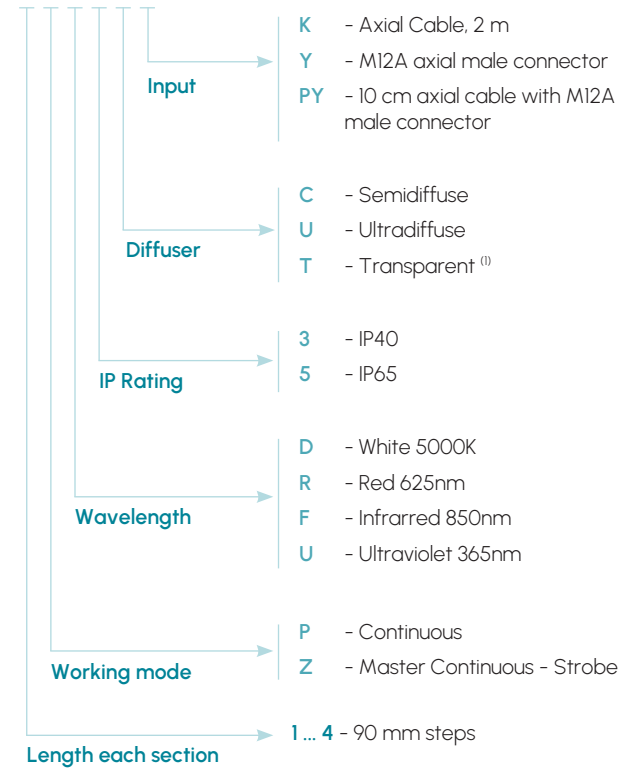 K - Axial Cable, 2 m
Y - M12A axial male connector
Input
PY - 10 cm axial cable with M12A
male connector
C - Semidiffuse
U - Ultradiffuse
Diffuser
T - Transparent (1)
3 - IP40
5 - IP65
IP Rating
D - White 5000K
R - Red 625nm
Wavelength
F - Infrarred 850nm
U - Ultraviolet 365nm
P - Continuous
Z - Master Continuous - Strobe
Working mode
1 ... 4 - 90 mm steps
Length each section